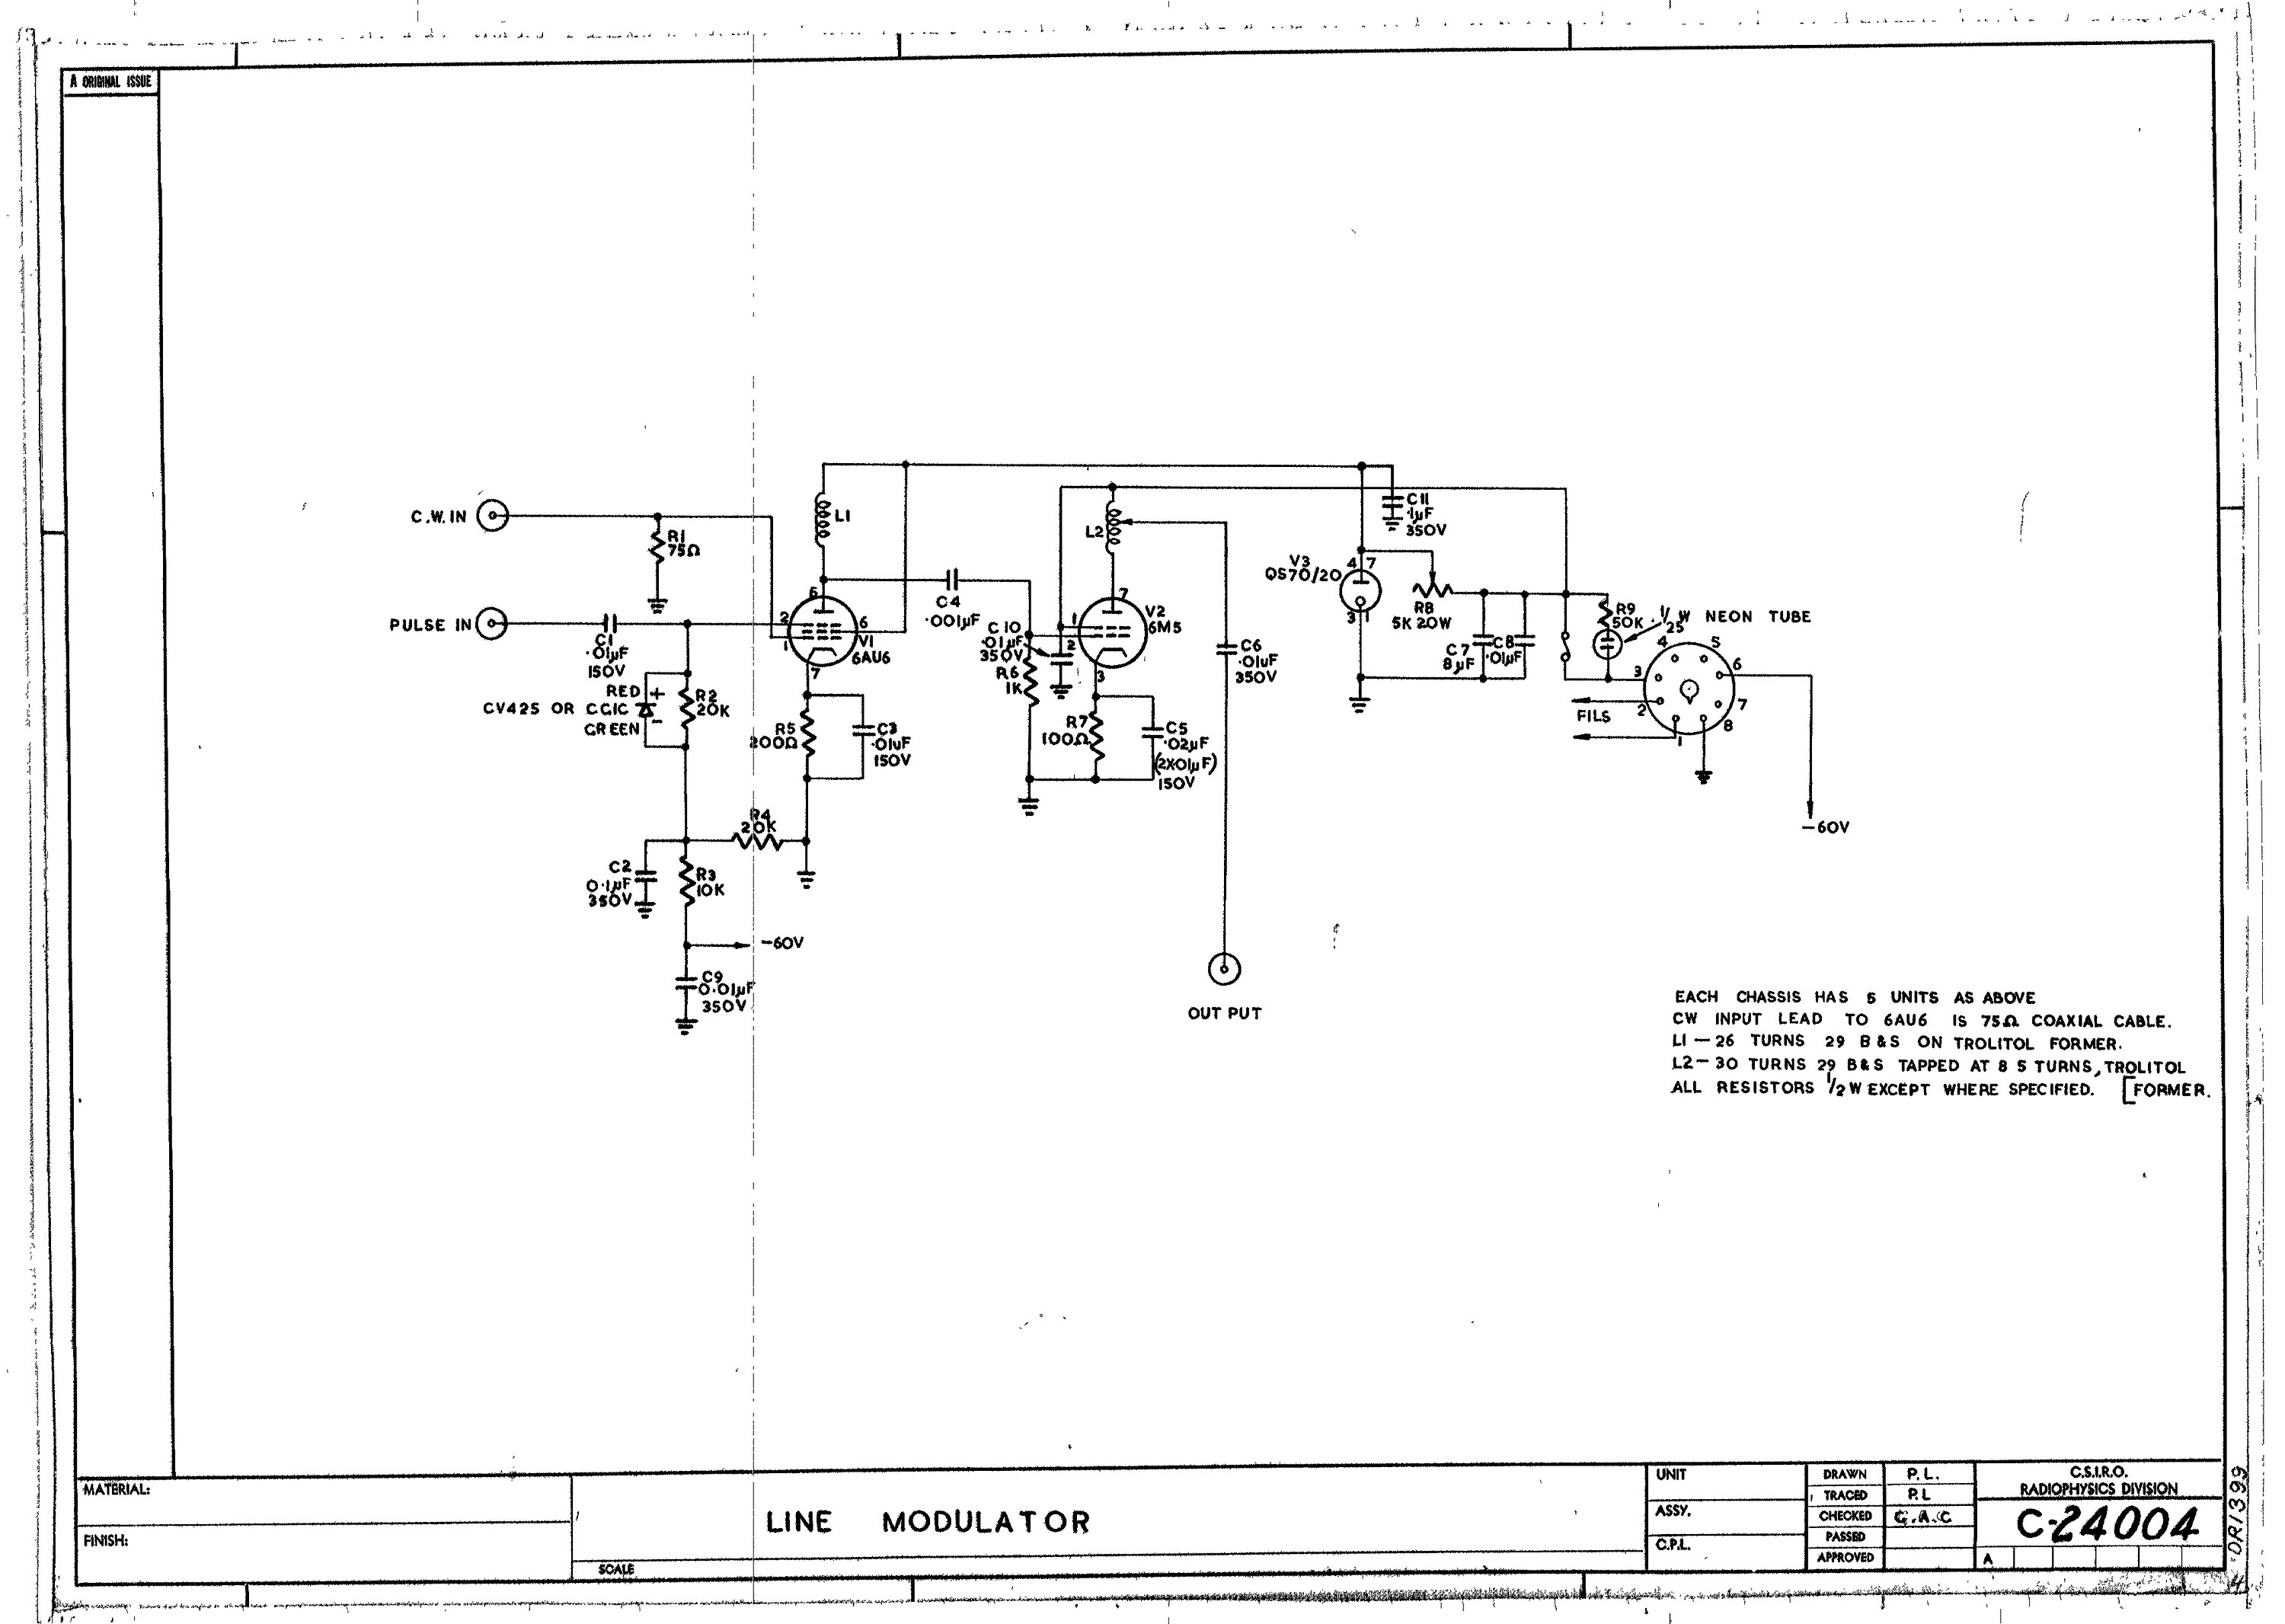 A ORIGINAL ISSUE
C.W. IN
R1
75Ω
PULSE IN
C1
.01µF
150V
RED +
CV425 OR CGIC
GREEN -
R2
20K
L1
5
2
1
6
V1
6AU6
7
R5
200Ω
C3
.01µF
150V
R4
20K
C2
0.1µF
350V
R3
10K
-60V
C9
0.01µF
350V
C4
.001µF
C10
.01µF
350V
R6
1K
L2
7
1
2
V2
6M5
3
R7
100Ω
C5
.02µF
(2X01µF)
150V
C6
.01µF
350V
OUT PUT
C11
.1µF
350V
V3
QS70/20
4 7
3 1
R8
5K 20W
C7
8µF
C8
.01µF
R9
50K
1/25 W NEON TUBE
4
5
6
3
2
7
1
8
FILS
-60V
EACH CHASSIS HAS 5 UNITS AS ABOVE
CW INPUT LEAD TO 6AU6 IS 75Ω COAXIAL CABLE.
L1 - 26 TURNS 29 B&S ON TROLITOL FORMER.
L2 - 30 TURNS 29 B&S TAPPED AT 8 5 TURNS, TROLITOL
ALL RESISTORS 1/2 W EXCEPT WHERE SPECIFIED. [FORMER.
MATERIAL:
FINISH:
LINE MODULATOR
SCALE
UNIT
ASSY.
C.P.L.
DRAWN P.L.
TRACED P.L
CHECKED G.A.C
PASSED
APPROVED
C.S.I.R.O.
RADIOPHYSICS DIVISION
C-24004
A
DR1399